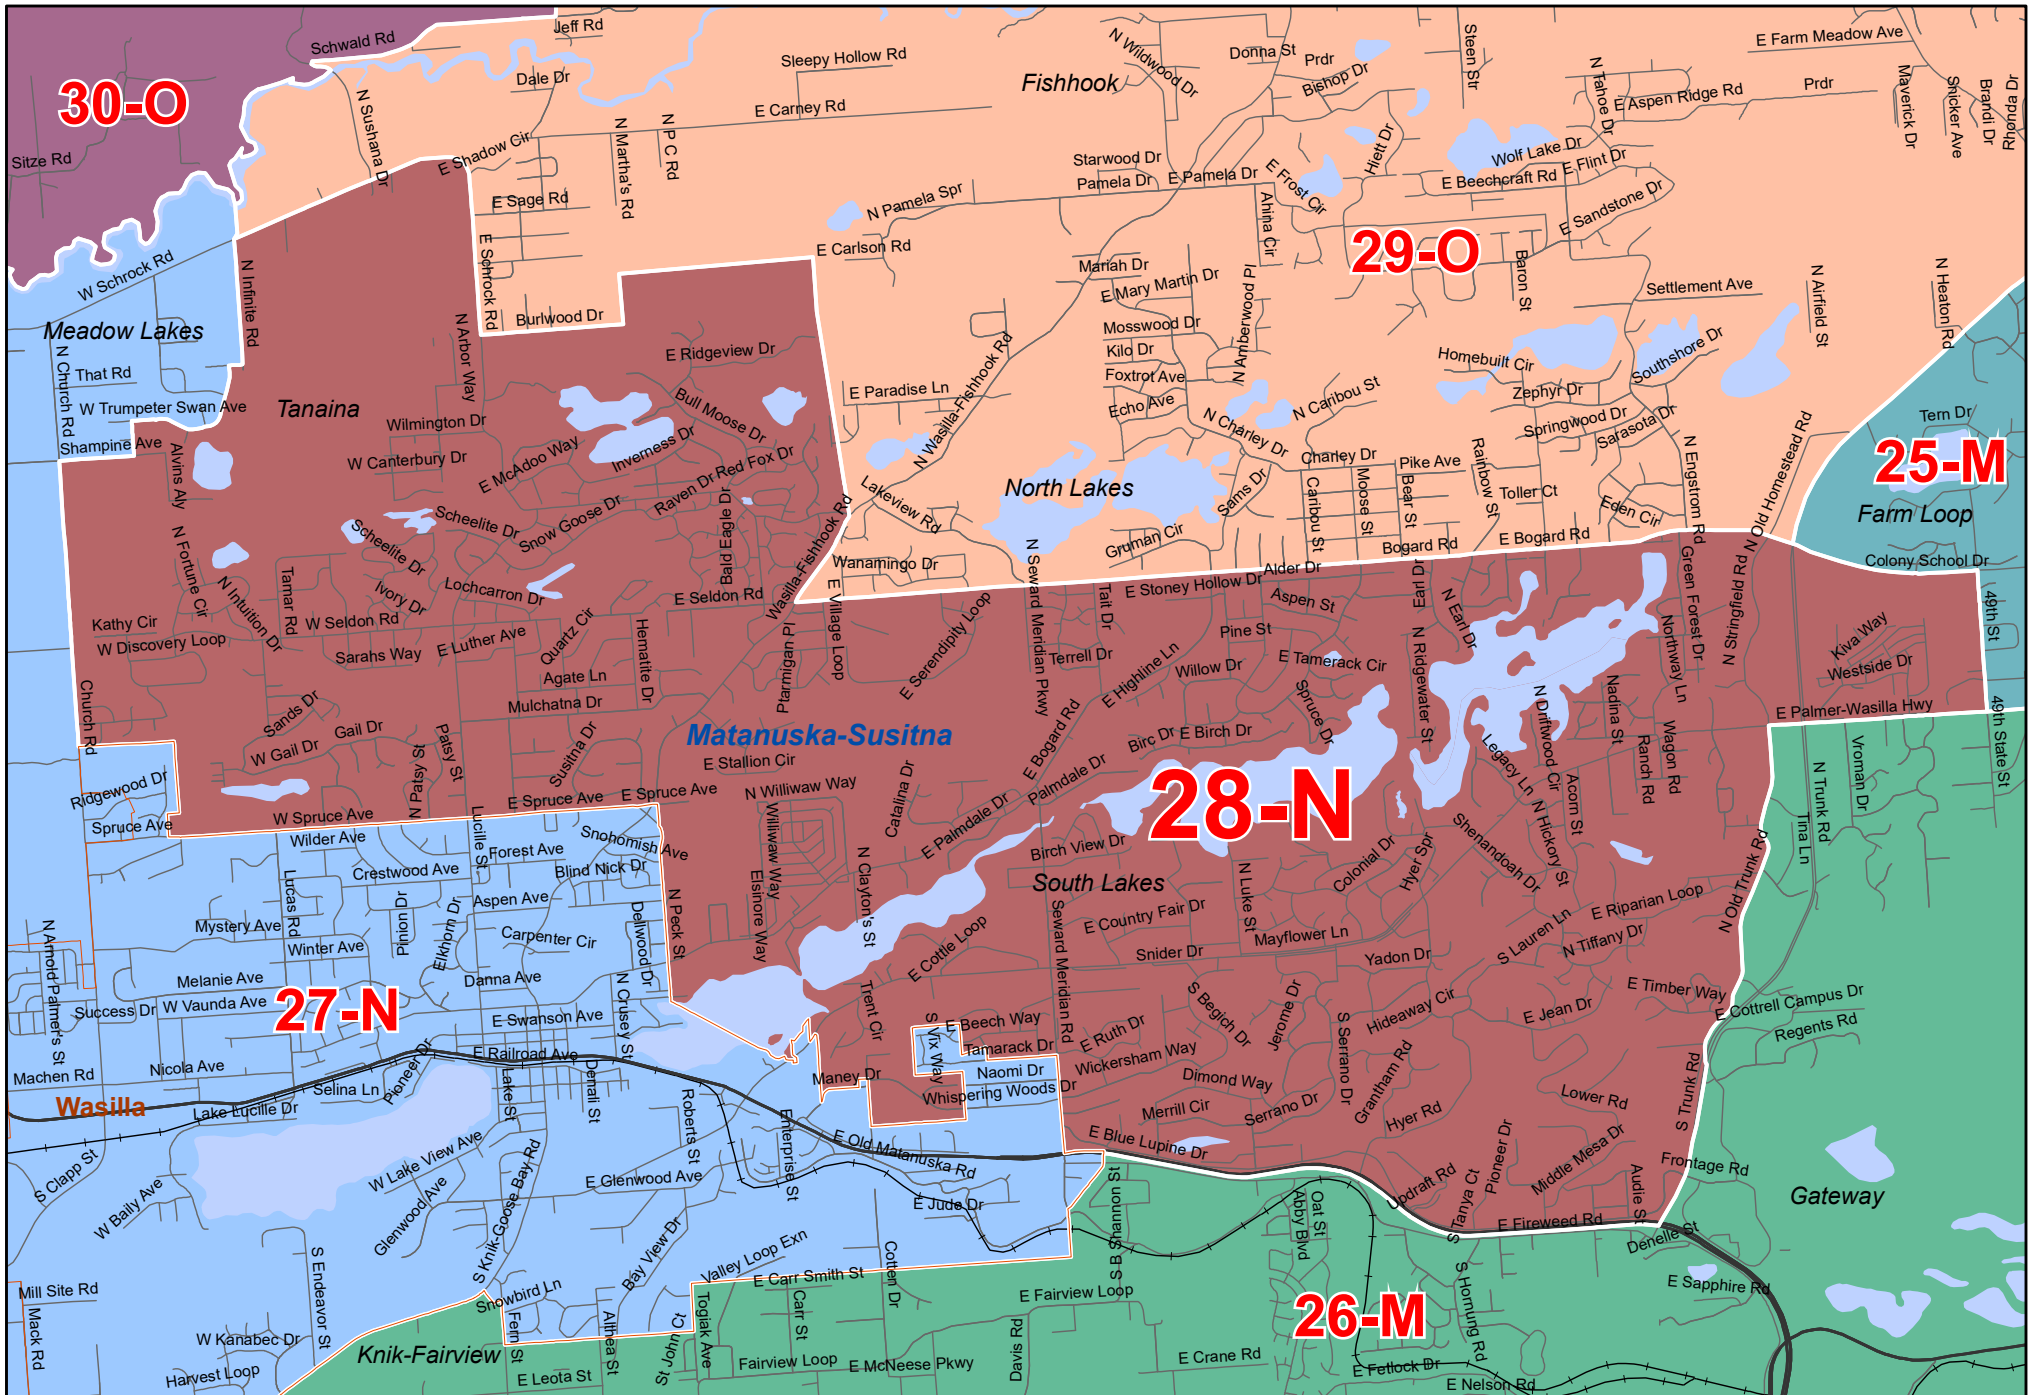 Schwald Rd
Jeff Rd
30-O
Sitze Rd
N Sushana Dr
Dale Dr
Sleepy Hollow Rd
E Carney Rd
Fishhook
N Wildwood Dr
Donna St
Prdr
Bishop Dr
Steen Str
N Tahoe Dr
E Farm Meadow Ave
E Aspen Ridge Rd
Prdr
Maverick Dr
Snicker Ave
Brandi Dr
Rhonda Dr
E Shadow Cir
N Martha's Rd
N P C Rd
E Sage Rd
Starwood Dr
Pamela Dr
E Pamela Dr
E Frost Cir
Hiett Dr
Wolf Lake Dr
E Beechcraft Rd
E Flint Dr
E Sandstone Dr
N Pamela Spr
E Carlson Rd
Ahina Cir
29-O
W Schrock Rd
N Infinite Rd
E Schrock Rd
Burlwood Dr
Mariah Dr
E Mary Martin Dr
Baron St
Settlement Ave
N Airfield St
N Heaton Rd
Meadow Lakes
N Church Rd
That Rd
W Trumpeter Swan Ave
Shampine Ave
Tanaina
N Arbor Way
E Ridgeview Dr
Mosswood Dr
Kilo Dr
Foxtrot Ave
Echo Ave
N Amberwood Pl
N Caribou St
Homebuilt Cir
Southshore Dr
Zephyr Dr
Springwood Dr
Sarasota Dr
E Paradise Ln
N Wasilla-Fishhook Rd
Wilmington Dr
W Canterbury Dr
E McAdoo Way
Inverness Dr
Bull Moose Dr
Red Fox Dr
Raven Dr
Bald Eagle Dr
Alvins Aly
N Charley Dr
Charley Dr
Pike Ave
Rainbow St
Toller Ct
Eden Cir
N Engstrom Rd
N Old Homestead Rd
Tern Dr
25-M
Farm Loop
Colony School Dr
North Lakes
Lakeview Rd
Sams Dr
Caribou St
Moose St
Bear St
Gruman Cir
Bogard Rd
E Bogard Rd
Scheelite Dr
Scheelite Dr
Snow Goose Dr
Wasilla-Fishhook Rd
Wanamingo Dr
N Fortune Cir
N Intuition Dr
Tamar Rd
Ivory Dr
Lochcarron Dr
E Seldon Rd
E Village Loop
N Seward Meridian Pkwy
Tait Dr
E Stoney Hollow Dr
Alder Dr
Aspen St
Earl Dr
N Earl Dr
Green Forest Dr
N Stringfield Rd
49th St
Kathy Cir
W Discovery Loop
W Seldon Rd
Sarahs Way
E Luther Ave
Quartz Cir
Hematite Dr
Plarmigan Pl
E Serendipity Loop
Terrell Dr
E Highline Ln
Pine St
Willow Dr
E Tamerack Cir
N Ridgewater St
Northway Ln
Kiva Way
Westside Dr
Church Rd
Sands Dr
Agate Ln
Mulchatna Dr
Matanuska-Susitna
E Stallion Cir
E Bogard Rd
Birc Dr
E Birch Dr
Spruce Dr
N Driftwood Cir
Nadina St
E Palmer-Wasilla Hwy
49th State St
Gail Dr
W Gail Dr
Patsy St
N Patsy St
Susitna Dr
Ridgewood Dr
Spruce Ave
W Spruce Ave
E Spruce Ave
E Spruce Ave
N Williwaw Way
Williwaw Way
Catalina Dr
E Palmdale Dr
Palmdale Dr
28-N
Legacy Ln
N Hickory St
Acorn St
Ranch Rd
Wagon Rd
N Trunk Rd
Vroman Dr
Tina Ln
Wilder Ave
Lucille St
Snohomish Ave
Forest Ave
Blind Nick Dr
Crestwood Ave
Lucas Rd
Pinion Dr
Elkhorn Dr
Aspen Ave
Carpenter Cir
Dellwood Dr
N Peck St
Elsinore Way
N Clayton's St
Birch View Dr
South Lakes
E Country Fair Dr
N Luke St
Colonial Dr
Hyer Spr
Shenandoah Dr
E Riparian Loop
N Old Trunk Rd
N Arnold Palmer's St
Mystery Ave
Winter Ave
Melanie Ave
W Vaunda Ave
Success Dr
27-N
Danna Ave
E Swanson Ave
N Crusey St
E Cottle Loop
Seward Meridian Rd
Snider Dr
Mayflower Ln
Yadon Dr
S Lauren Ln
N Tiffany Dr
E Timber Way
E Cottrell Campus Dr
Regents Rd
Trent Cir
S Vix Way
E Beech Way
Tamarack Dr
E Ruth Dr
S Begich Dr
Jerome Dr
S Serrano Dr
Hideaway Cir
E Jean Dr
Machen Rd
Nicola Ave
Pioneer Dr
E Railroad Ave
Selina Ln
Lake Lucille Dr
Lake St
Denali St
Maney Dr
Naomi Dr
Whispering Woods Dr
Wickersham Way
Dimond Way
Grantham Rd
Merrill Cir
Serrano Dr
Hyer Rd
Lower Rd
S Trunk Rd
Wasilla
S Clapp St
W Baily Ave
W Lake View Ave
Glenwood Ave
S Knik-Goose Bay Rd
E Glenwood Ave
Roberts St
Enterprise St
E Old Matanuska Rd
E Jude Dr
E Blue Lupine Dr
S B Shannon St
Abby Blvd
Oat St
Updraft Rd
S Tanya Ct
Pioneer Dr
Middle Mesa Dr
Audie St
Frontage Rd
Gateway
E Fireweed Rd
Denelle St
E Sapphire Rd
Mill Site Rd
Mack Rd
S Endeavor St
Snowbird Ln
Bay View Dr
Valley Loop Exn
E Carr Smith St
Cotten Dr
Carr St
E Fairview Loop
26-M
S Hornung Rd
W Kanabec Dr
Harvest Loop
Knik-Fairview
Fern St
Althea St
St John Ct
Togiak Ave
Fairview Loop
E McNeese Pkwy
Davis Rd
E Crane Rd
E Fetlock Dr
E Leota St
E Nelson Rd